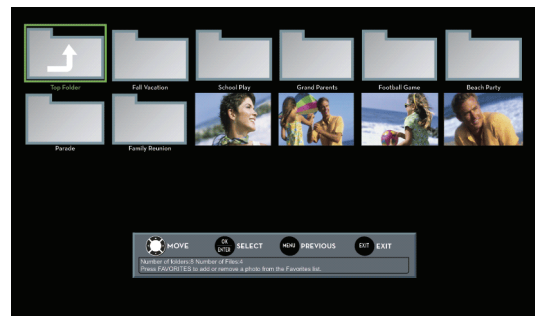 Top Folder Fall Vacation School Play Grand Parents Football Game Beach Party
Parade Family Reunion
MOVE OK ENTER SELECT MENU PREVIOUS EXIT EXIT
Number of folders:8 Number of Files:4
Press FAVORITES to add or remove a photo from the Favorites list.